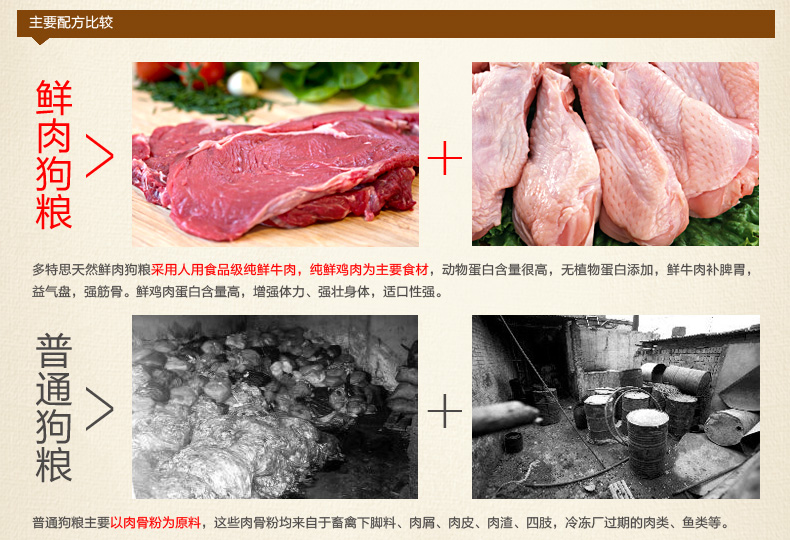 主要配方比较
鲜肉狗粮
多特思天然鲜肉狗粮采用人用食品级纯鲜牛肉，纯鲜鸡肉为主要食材，动物蛋白含量很高，无植物蛋白添加，鲜牛肉补脾胃，
益气盘，强筋骨。鲜鸡肉蛋白含量高，增强体力、强壮身体，适口性强。
普通狗粮
普通狗粮主要以肉骨粉为原料，这些肉骨粉均来自于畜禽下脚料、肉屑、肉皮、肉渣、四肢，冷冻厂过期的肉类、鱼类等。